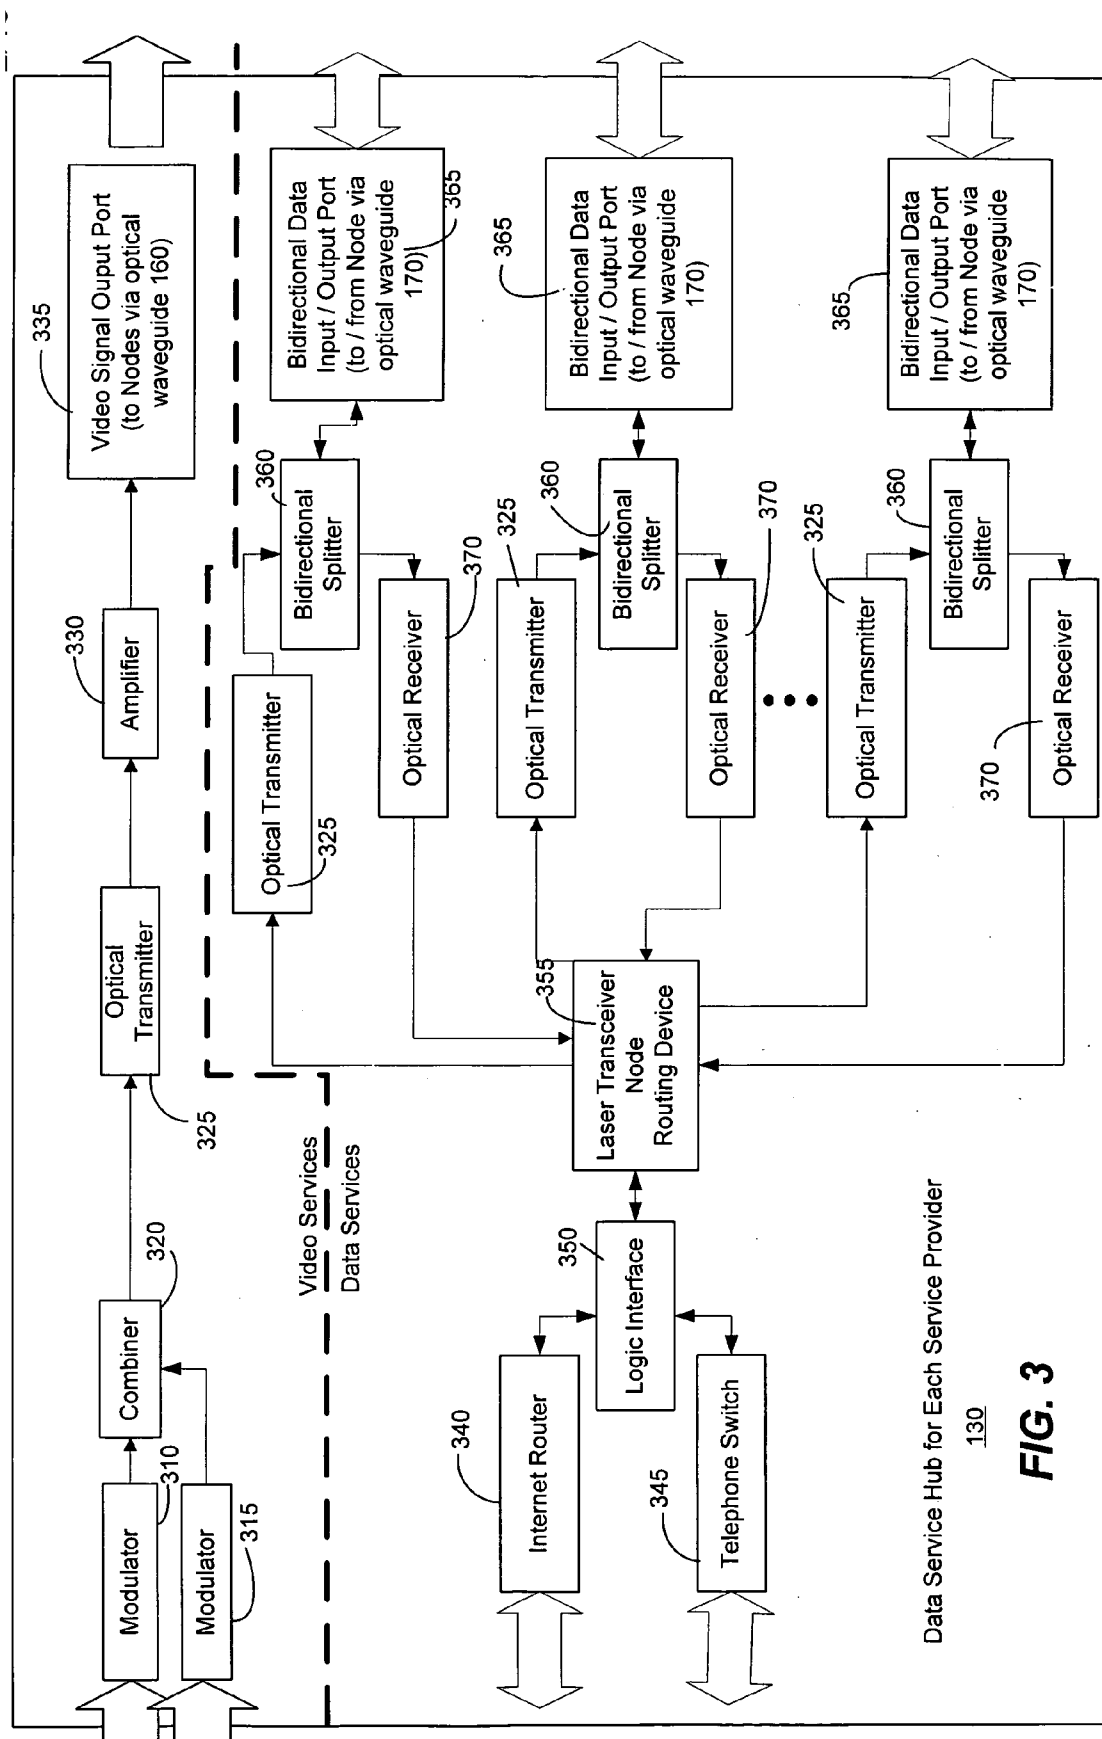 335
Video Signal Ouput Port
(to Nodes via optical
waveguide 160)
330
Amplifier
Optical
Transmitter
325
320
Combiner
310
Modulator
315
Modulator
Video Services
Data Services
Bidirectional Data
Input / Output Port
(to / from Node via
optical waveguide
170))
365
360
Bidirectional
Splitter
Optical Transmitter
325
Optical Receiver
370
365
Bidirectional Data
Input / Output Port
(to / from Node via
optical waveguide
170)
360
Bidirectional
Splitter
325
Optical Transmitter
370
Optical Receiver
365
Bidirectional Data
Input / Output Port
(to / from Node via
optical waveguide
170)
360
Bidirectional
Splitter
325
Optical Transmitter
370
Optical Receiver
355
Laser Transceiver
Node
Routing Device
350
Logic Interface
340
Internet Router
345
Telephone Switch
Data Service Hub for Each Service Provider
130
FIG. 3